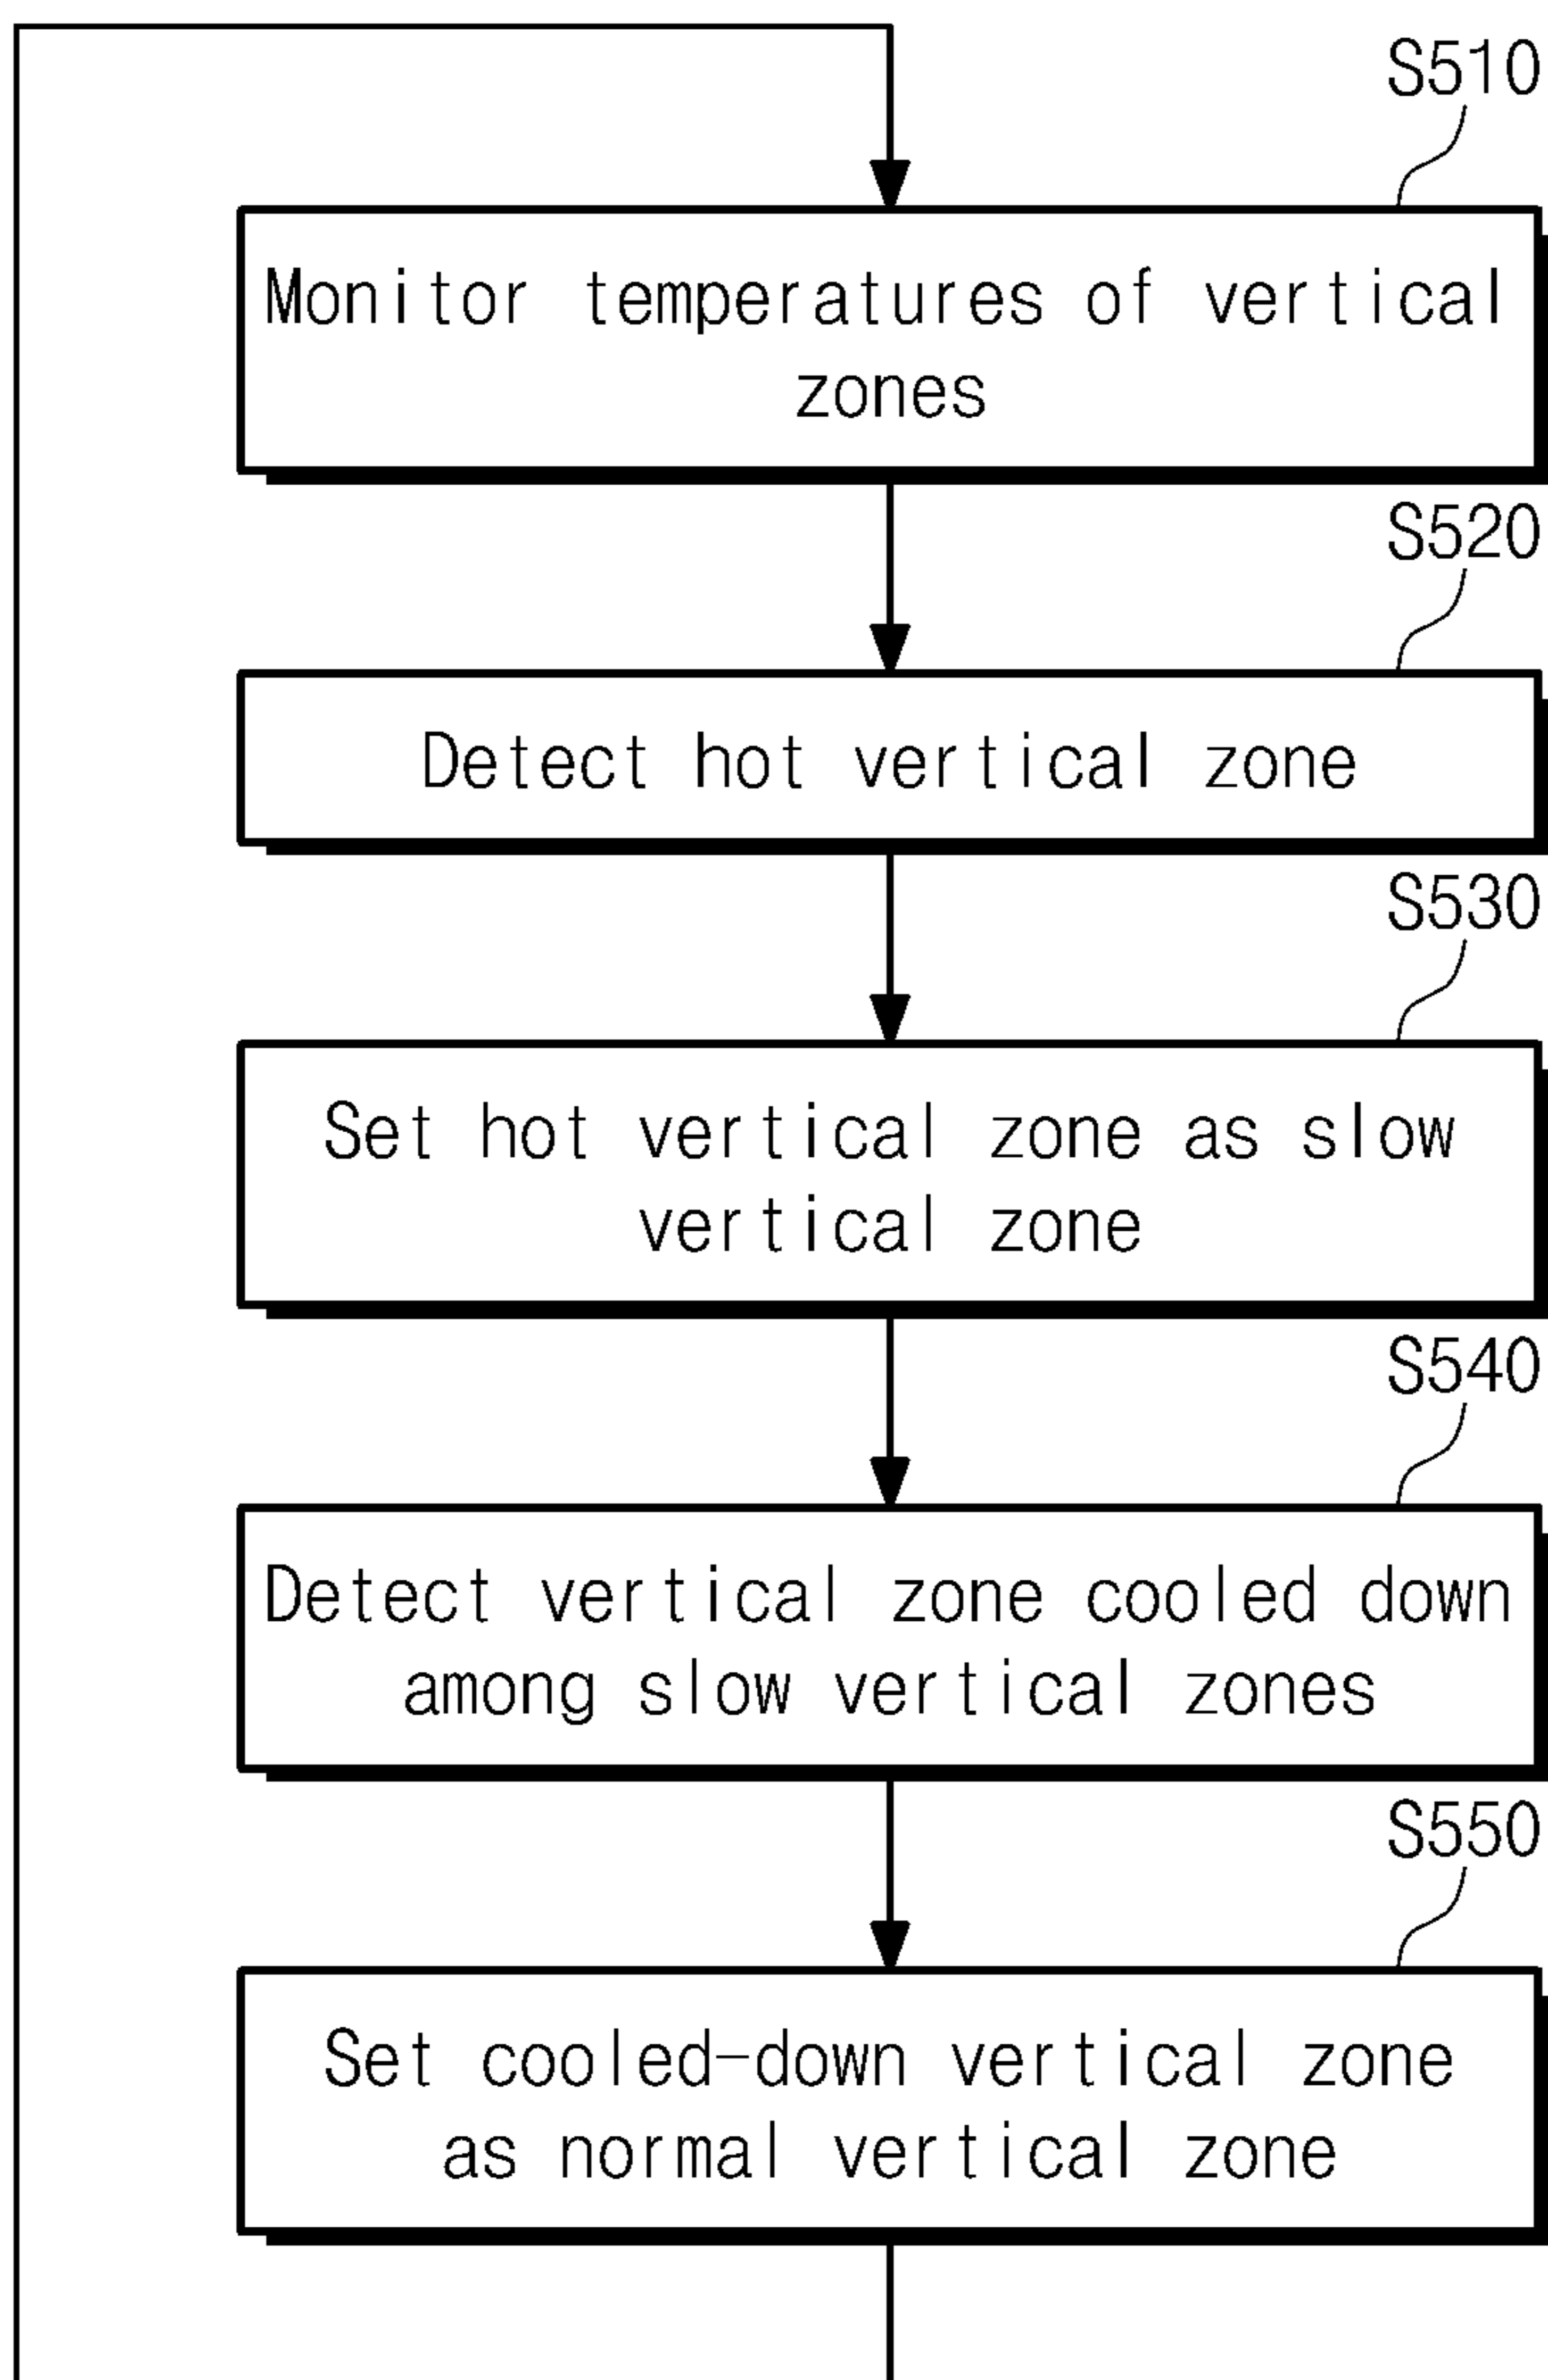 S510
Monitor temperatures of vertical
zones
S520
Detect hot vertical zone
S530
Set hot vertical zone as slow
vertical zone
S540
Detect vertical zone cooled down
among slow vertical zones
S550
Set cooled-down vertical zone
as normal vertical zone